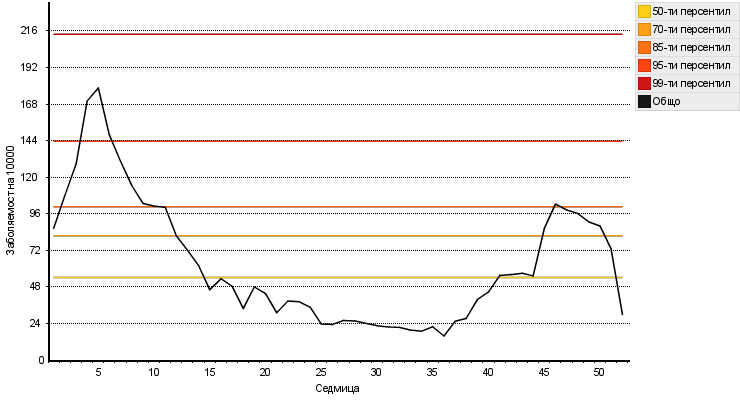 216
192
168
144
120
96
72
48
24
0
Заболяемост на 10000
5 10 15 20 25 30 35 40 45 50
Седмица
50-ти персентил
70-ти персентил
85-ти персентил
95-ти персентил
99-ти персентил
Общо